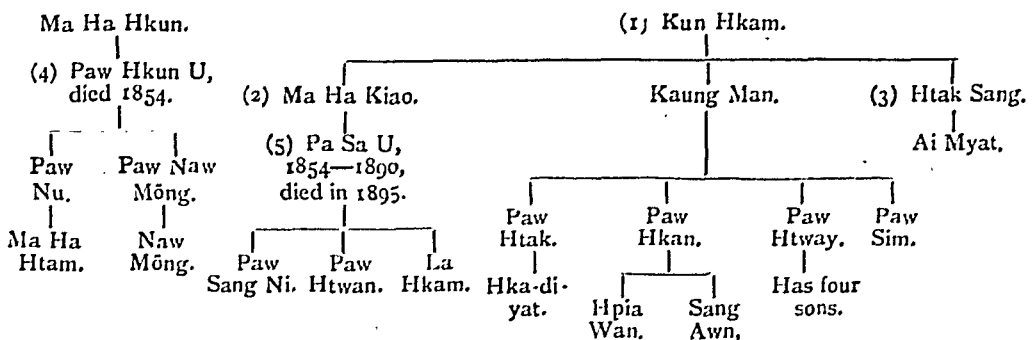 Ma Ha Hkun.
(1) Kun Hkam.
(4) Paw Hkun U,
died 1854.
(2) Ma Ha Kiao.
Kaung Man.
(3) Htak Sang.
(5) Pa Sa U,
1854—1890,
died in 1895.
Ai Myat.
Paw
Nu.
Paw Naw
Mōng.
Ma Ha
Htam.
Naw
Mōng.
Paw
Sang Ni.
Paw
Htwan.
La
Hkam.
Paw
Htak.
Paw
Hkan.
Paw
Htway.
Paw
Sim.
Hka-di-
yat.
Hpia
Wan.
Sang
Awn,
Has four
sons.